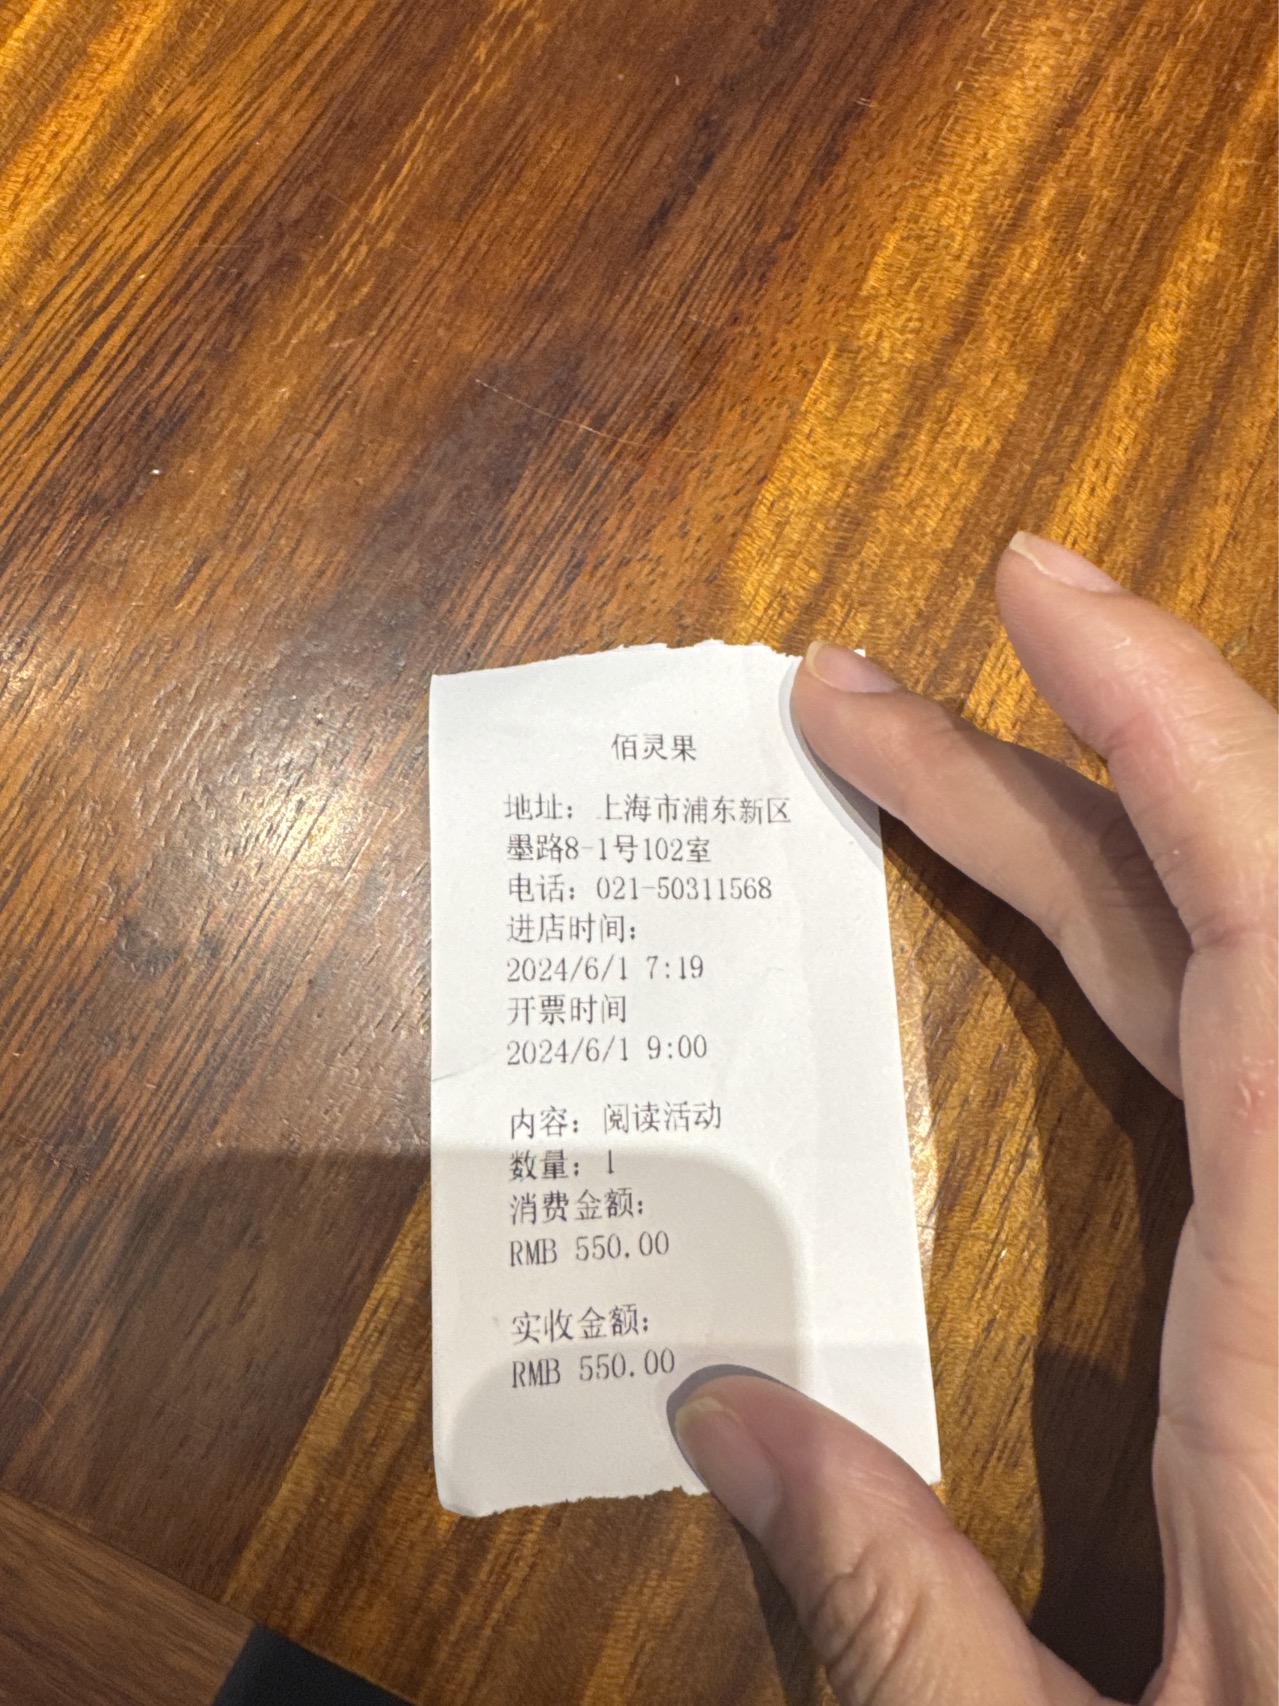 佰灵果
地址：上海市浦东新区
墨路8-1号102室
电话：021-50311568
进店时间：
2024/6/1 7:19
开票时间
2024/6/1 9:00
内容：阅读活动
数量：1
消费金额：
RMB 550.00
实收金额：
RMB 550.00